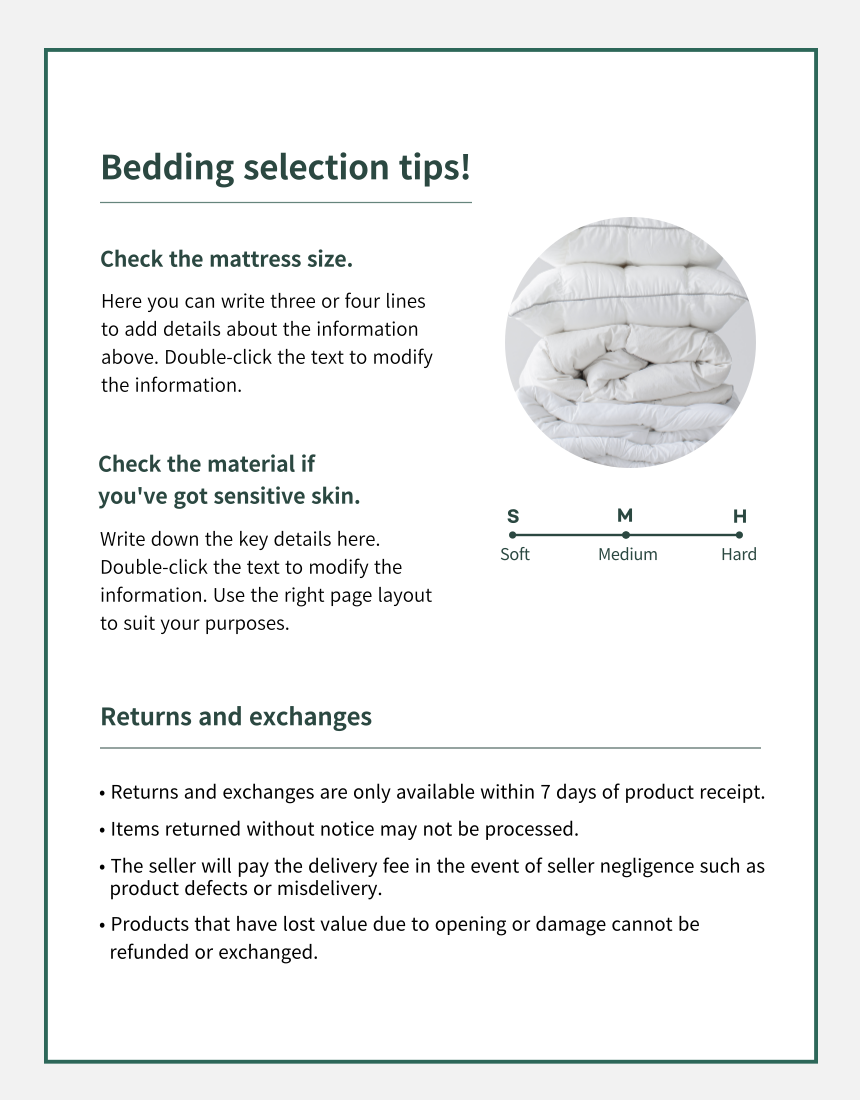 Bedding selection tips!
Check the mattress size.
Here you can write three or four lines
to add details about the information
above. Double-click the text to modify
the information.
Check the material if
you've got sensitive skin.
Write down the key details here.
Double-click the text to modify the
information. Use the right page layout
to suit your purposes.
S M H
Soft Medium Hard
Returns and exchanges
• Returns and exchanges are only available within 7 days of product receipt.
• Items returned without notice may not be processed.
• The seller will pay the delivery fee in the event of seller negligence such as
product defects or misdelivery.
• Products that have lost value due to opening or damage cannot be
refunded or exchanged.